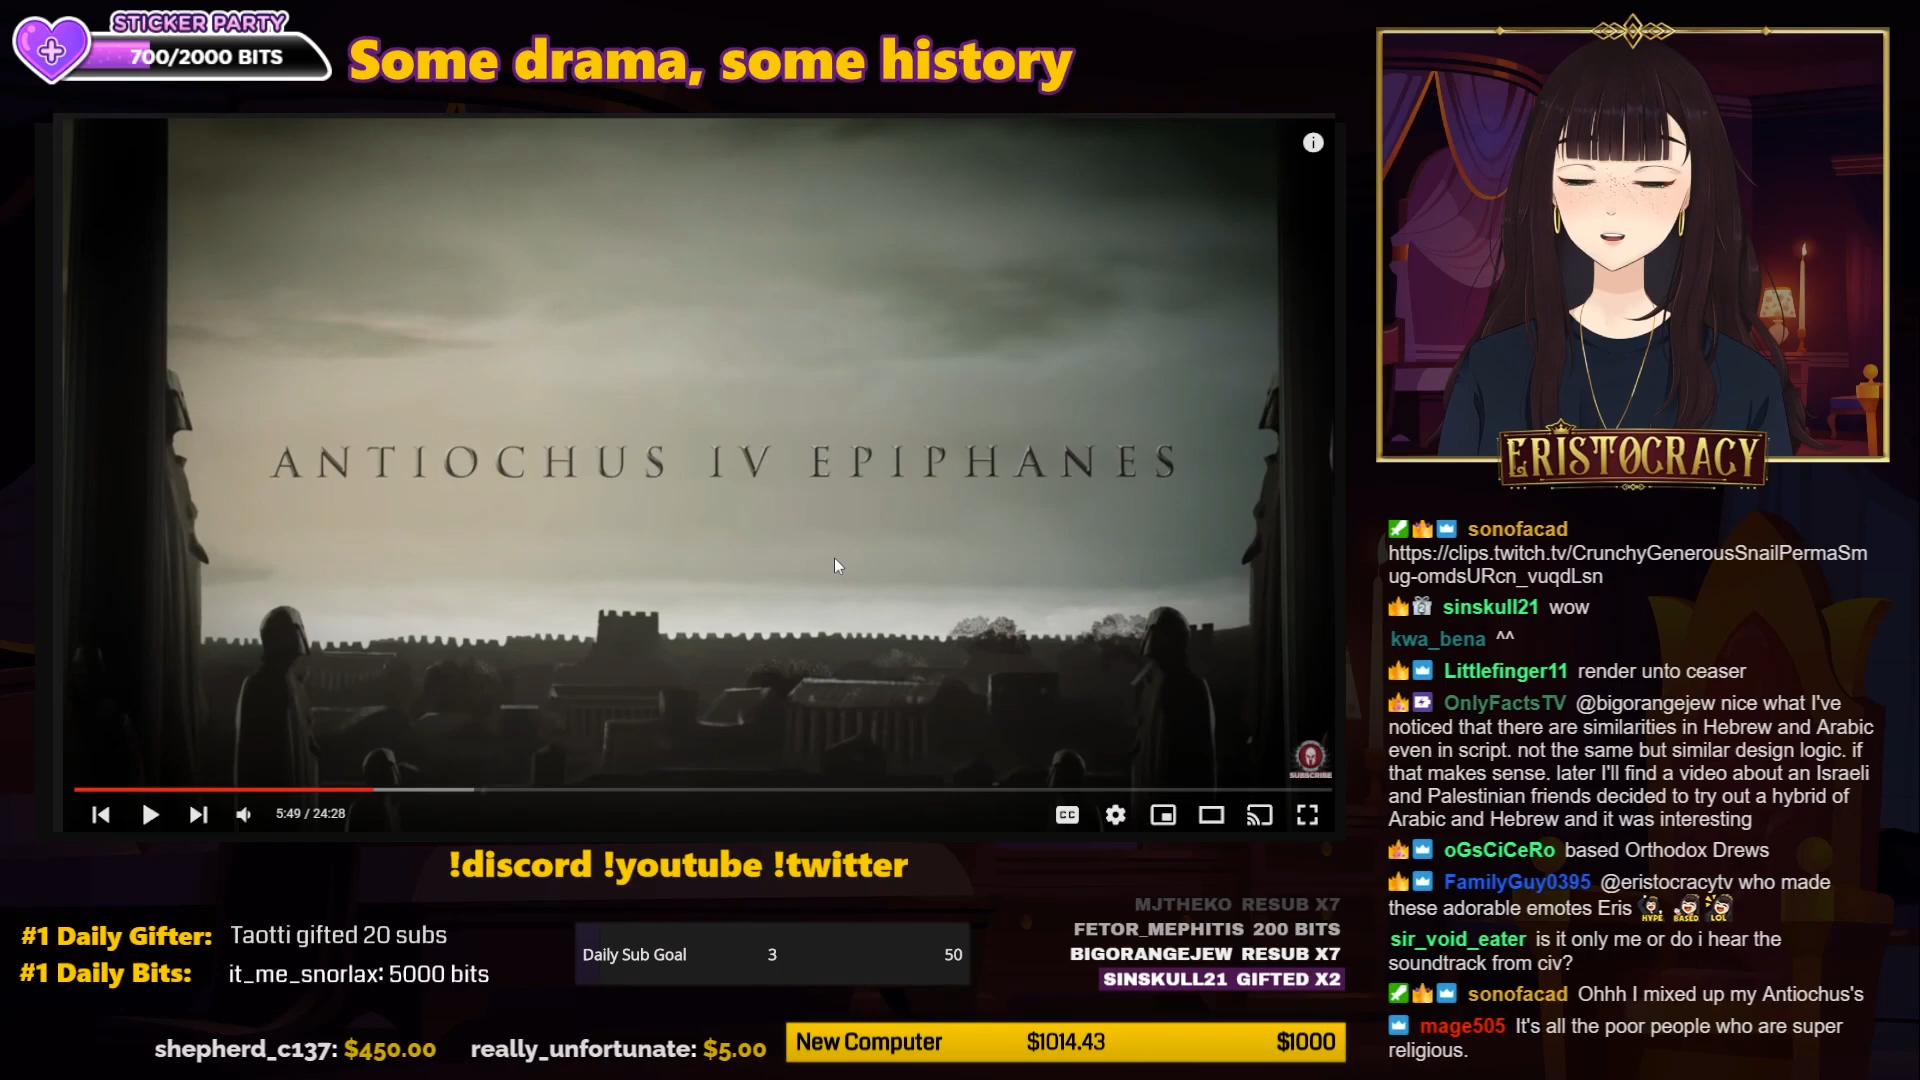 STICKER PARTY
700/2000 BITS
Some drama, some history
i
ANTIOCHUS IV EPIPHANES
SUBSCRIBE
5:49 / 24:28
CC
!discord !youtube !twitter
#1 Daily Gifter: Taotti gifted 20 subs
#1 Daily Bits: it_me_snorlax: 5000 bits
Daily Sub Goal 3 50
MJTHEKO RESUB X7
FETOR_MEPHITIS 200 BITS
BIGORANGEJEW RESUB X7
SINSKULL21 GIFTED X2
shepherd_c137: $450.00 really_unfortunate: $5.00
New Computer $1014.43 $1000
ERISTOCRACY
sonofacad
https://clips.twitch.tv/CrunchyGenerousSnailPermaSm
ug-omdsURcn_vuqdLsn
sinskull21 wow
kwa_bena ^^
Littlefinger11 render unto ceaser
OnlyFactsTV @bigorangejew nice what I've
noticed that there are similarities in Hebrew and Arabic
even in script. not the same but similar design logic. if
that makes sense. later I'll find a video about an Israeli
and Palestinian friends decided to try out a hybrid of
Arabic and Hebrew and it was interesting
oGsCiCeRo based Orthodox Drews
FamilyGuy0395 @eristocracytv who made
these adorable emotes Eris HYPE BASED LOL
sir_void_eater is it only me or do i hear the
soundtrack from civ?
sonofacad Ohhh I mixed up my Antiochus's
mage505 It's all the poor people who are super
religious.